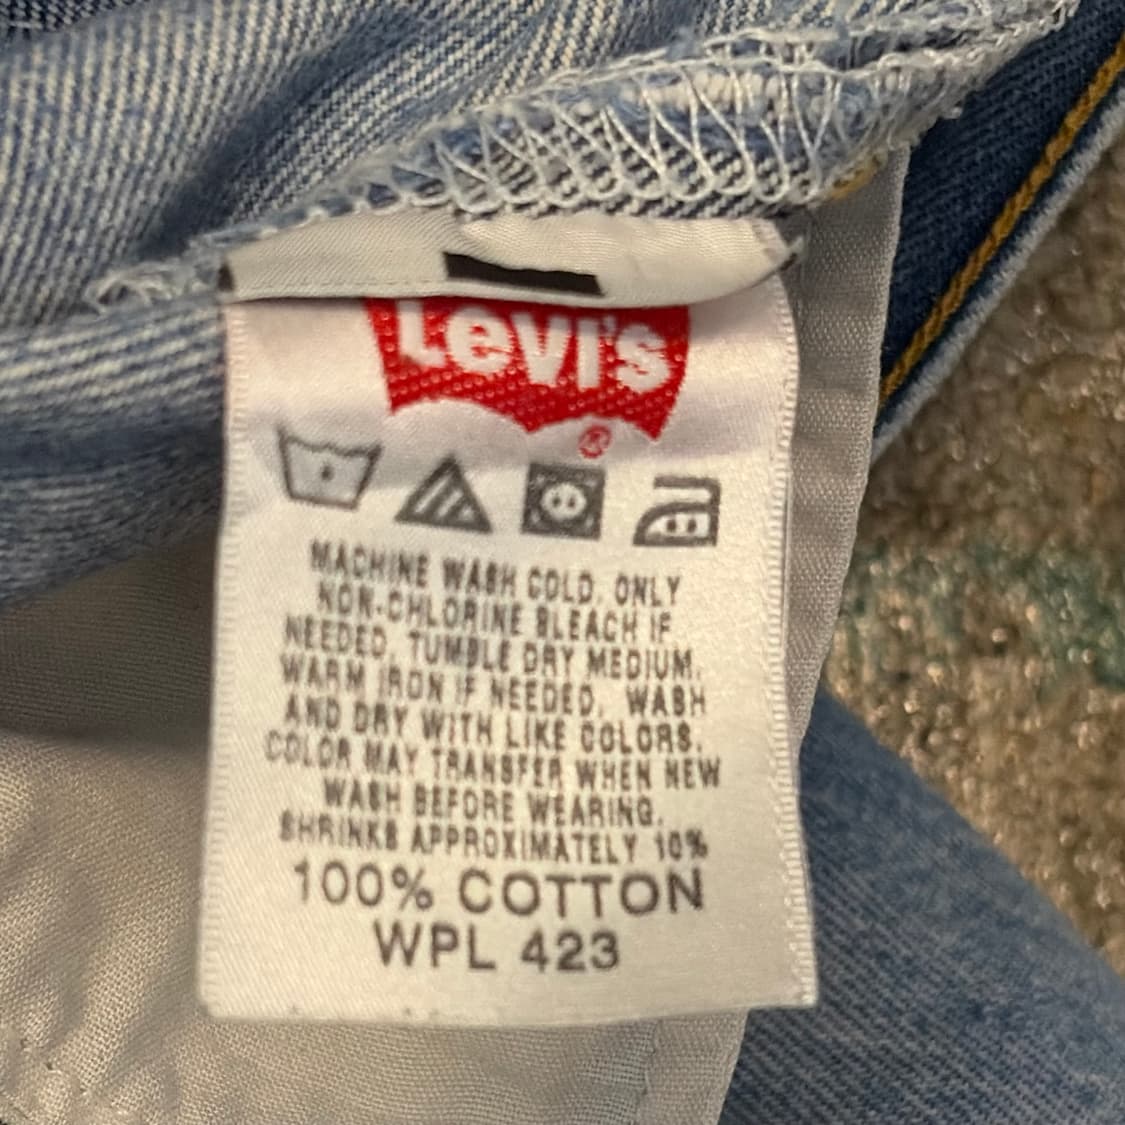 Levi's
®
MACHINE WASH COLD. ONLY
NON-CHLORINE BLEACH IF
NEEDED. TUMBLE DRY MEDIUM.
WARM IRON IF NEEDED. WASH
AND DRY WITH LIKE COLORS.
COLOR MAY TRANSFER WHEN NEW
WASH BEFORE WEARING.
SHRINKS APPROXIMATELY 10%
100% COTTON
WPL 423